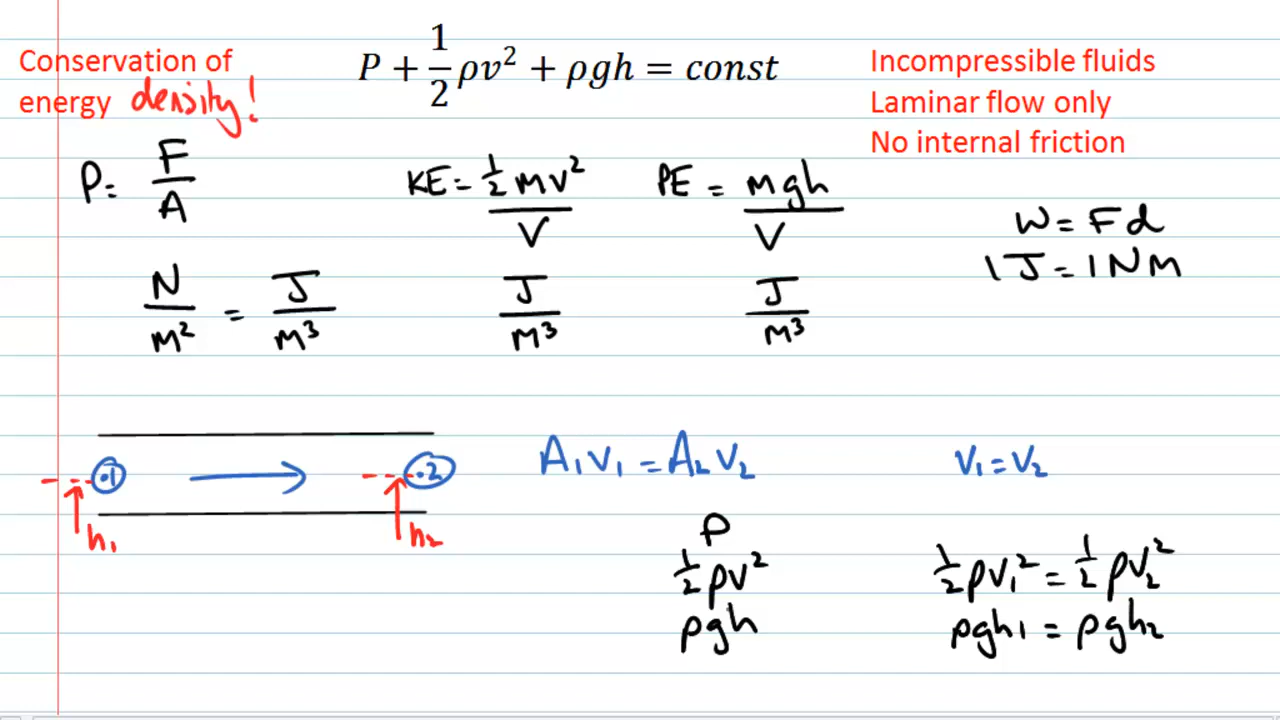 Conservation of
energy density!
P + 1/2 ρv² + ρgh = const
Incompressible fluids
Laminar flow only
No internal friction
P = F/A
KE = ½mv²/V
PE = mgh/V
W = Fd
1J = 1NM
N/m² = J/m³
J/m³
J/m³
·1
·2
h₁
h₂
A₁v₁ = A₂v₂
v₁ = v₂
P
½ρv²
ρgh
½ρv₁² = ½ρv₂²
ρgh₁ = ρgh₂